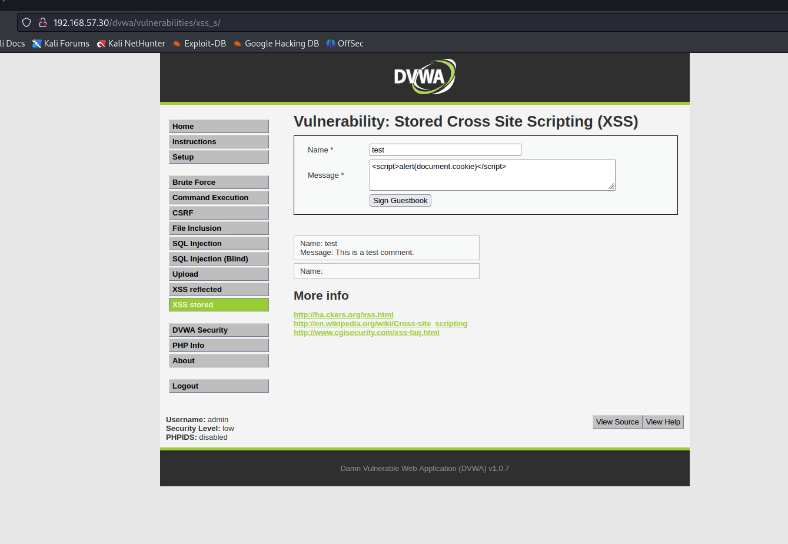 192.168.57.30/dvwa/vulnerabilities/xss_s/
li Docs Kali Forums Kali NetHunter Exploit-DB Google Hacking DB OffSec
DVWA
Vulnerability: Stored Cross Site Scripting (XSS)
Home
Instructions
Setup
Brute Force
Command Execution
CSRF
File Inclusion
SQL Injection
SQL Injection (Blind)
Upload
XSS reflected
XSS stored
DVWA Security
PHP Info
About
Logout
Name * test
Message * <script>alert(document.cookie)</script>
Sign Guestbook
Name: test
Message: This is a test comment.
Name:
More info
http://ha.ckers.org/xss.html
http://en.wikipedia.org/wiki/Cross-site_scripting
http://www.cgisecurity.com/xss-faq.html
Username: admin
Security Level: low
PHPIDS: disabled
View Source View Help
Damn Vulnerable Web Application (DVWA) v1.0.7